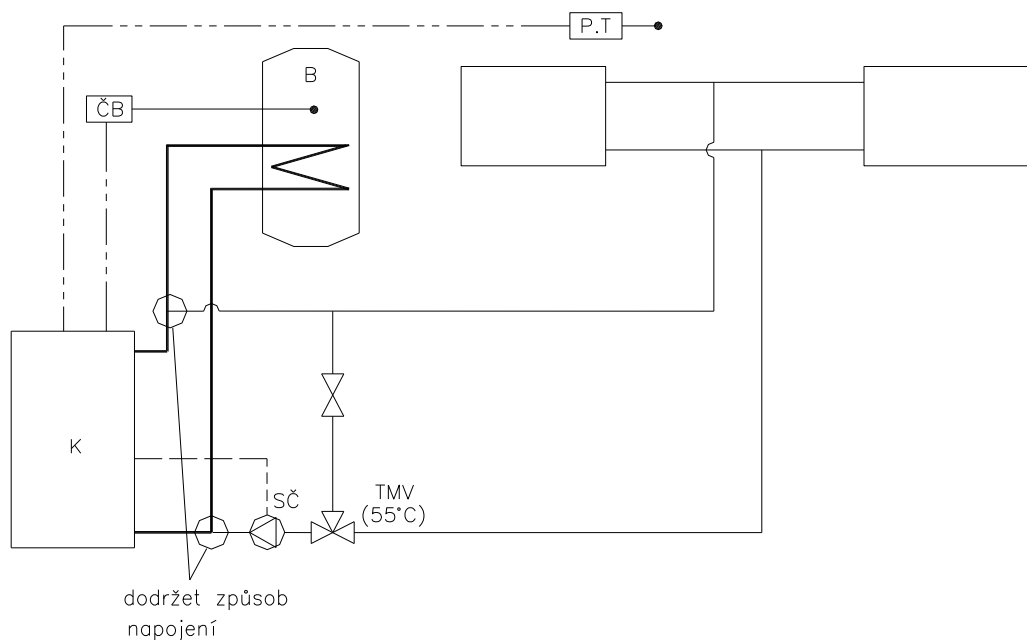 P.T
B
ČB
K
SČ
TMV
(55°C)
dodržet způsob
napojení